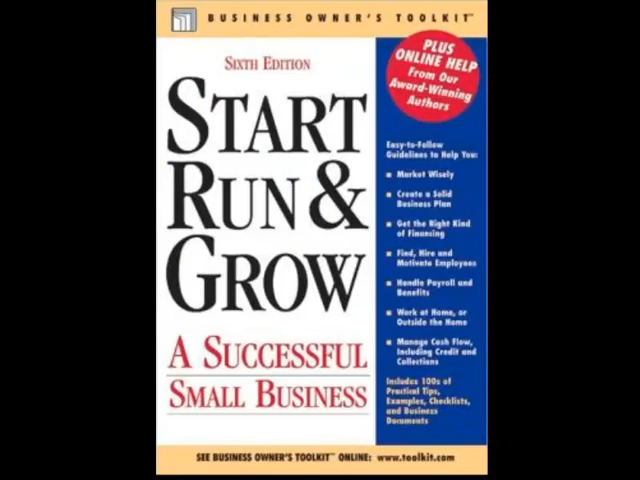 BUSINESS OWNER'S TOOLKIT™
SIXTH EDITION
START
RUN &
GROW
A SUCCESSFUL
SMALL BUSINESS
PLUS
ONLINE HELP
From Our
Award-Winning
Authors
Easy-to-Follow
Guidelines to Help You:
Market Wisely
Create a Solid
Business Plan
Get the Right Kind
of Financing
Find, Hire and
Motivate Employees
Handle Payroll and
Benefits
Work at Home, or
Outside the Home
Manage Cash Flow,
Including Credit and
Collections
Includes 100s of
Practical Tips,
Examples, Checklists,
and Business
Documents
SEE BUSINESS OWNER'S TOOLKIT™ ONLINE: www.toolkit.com